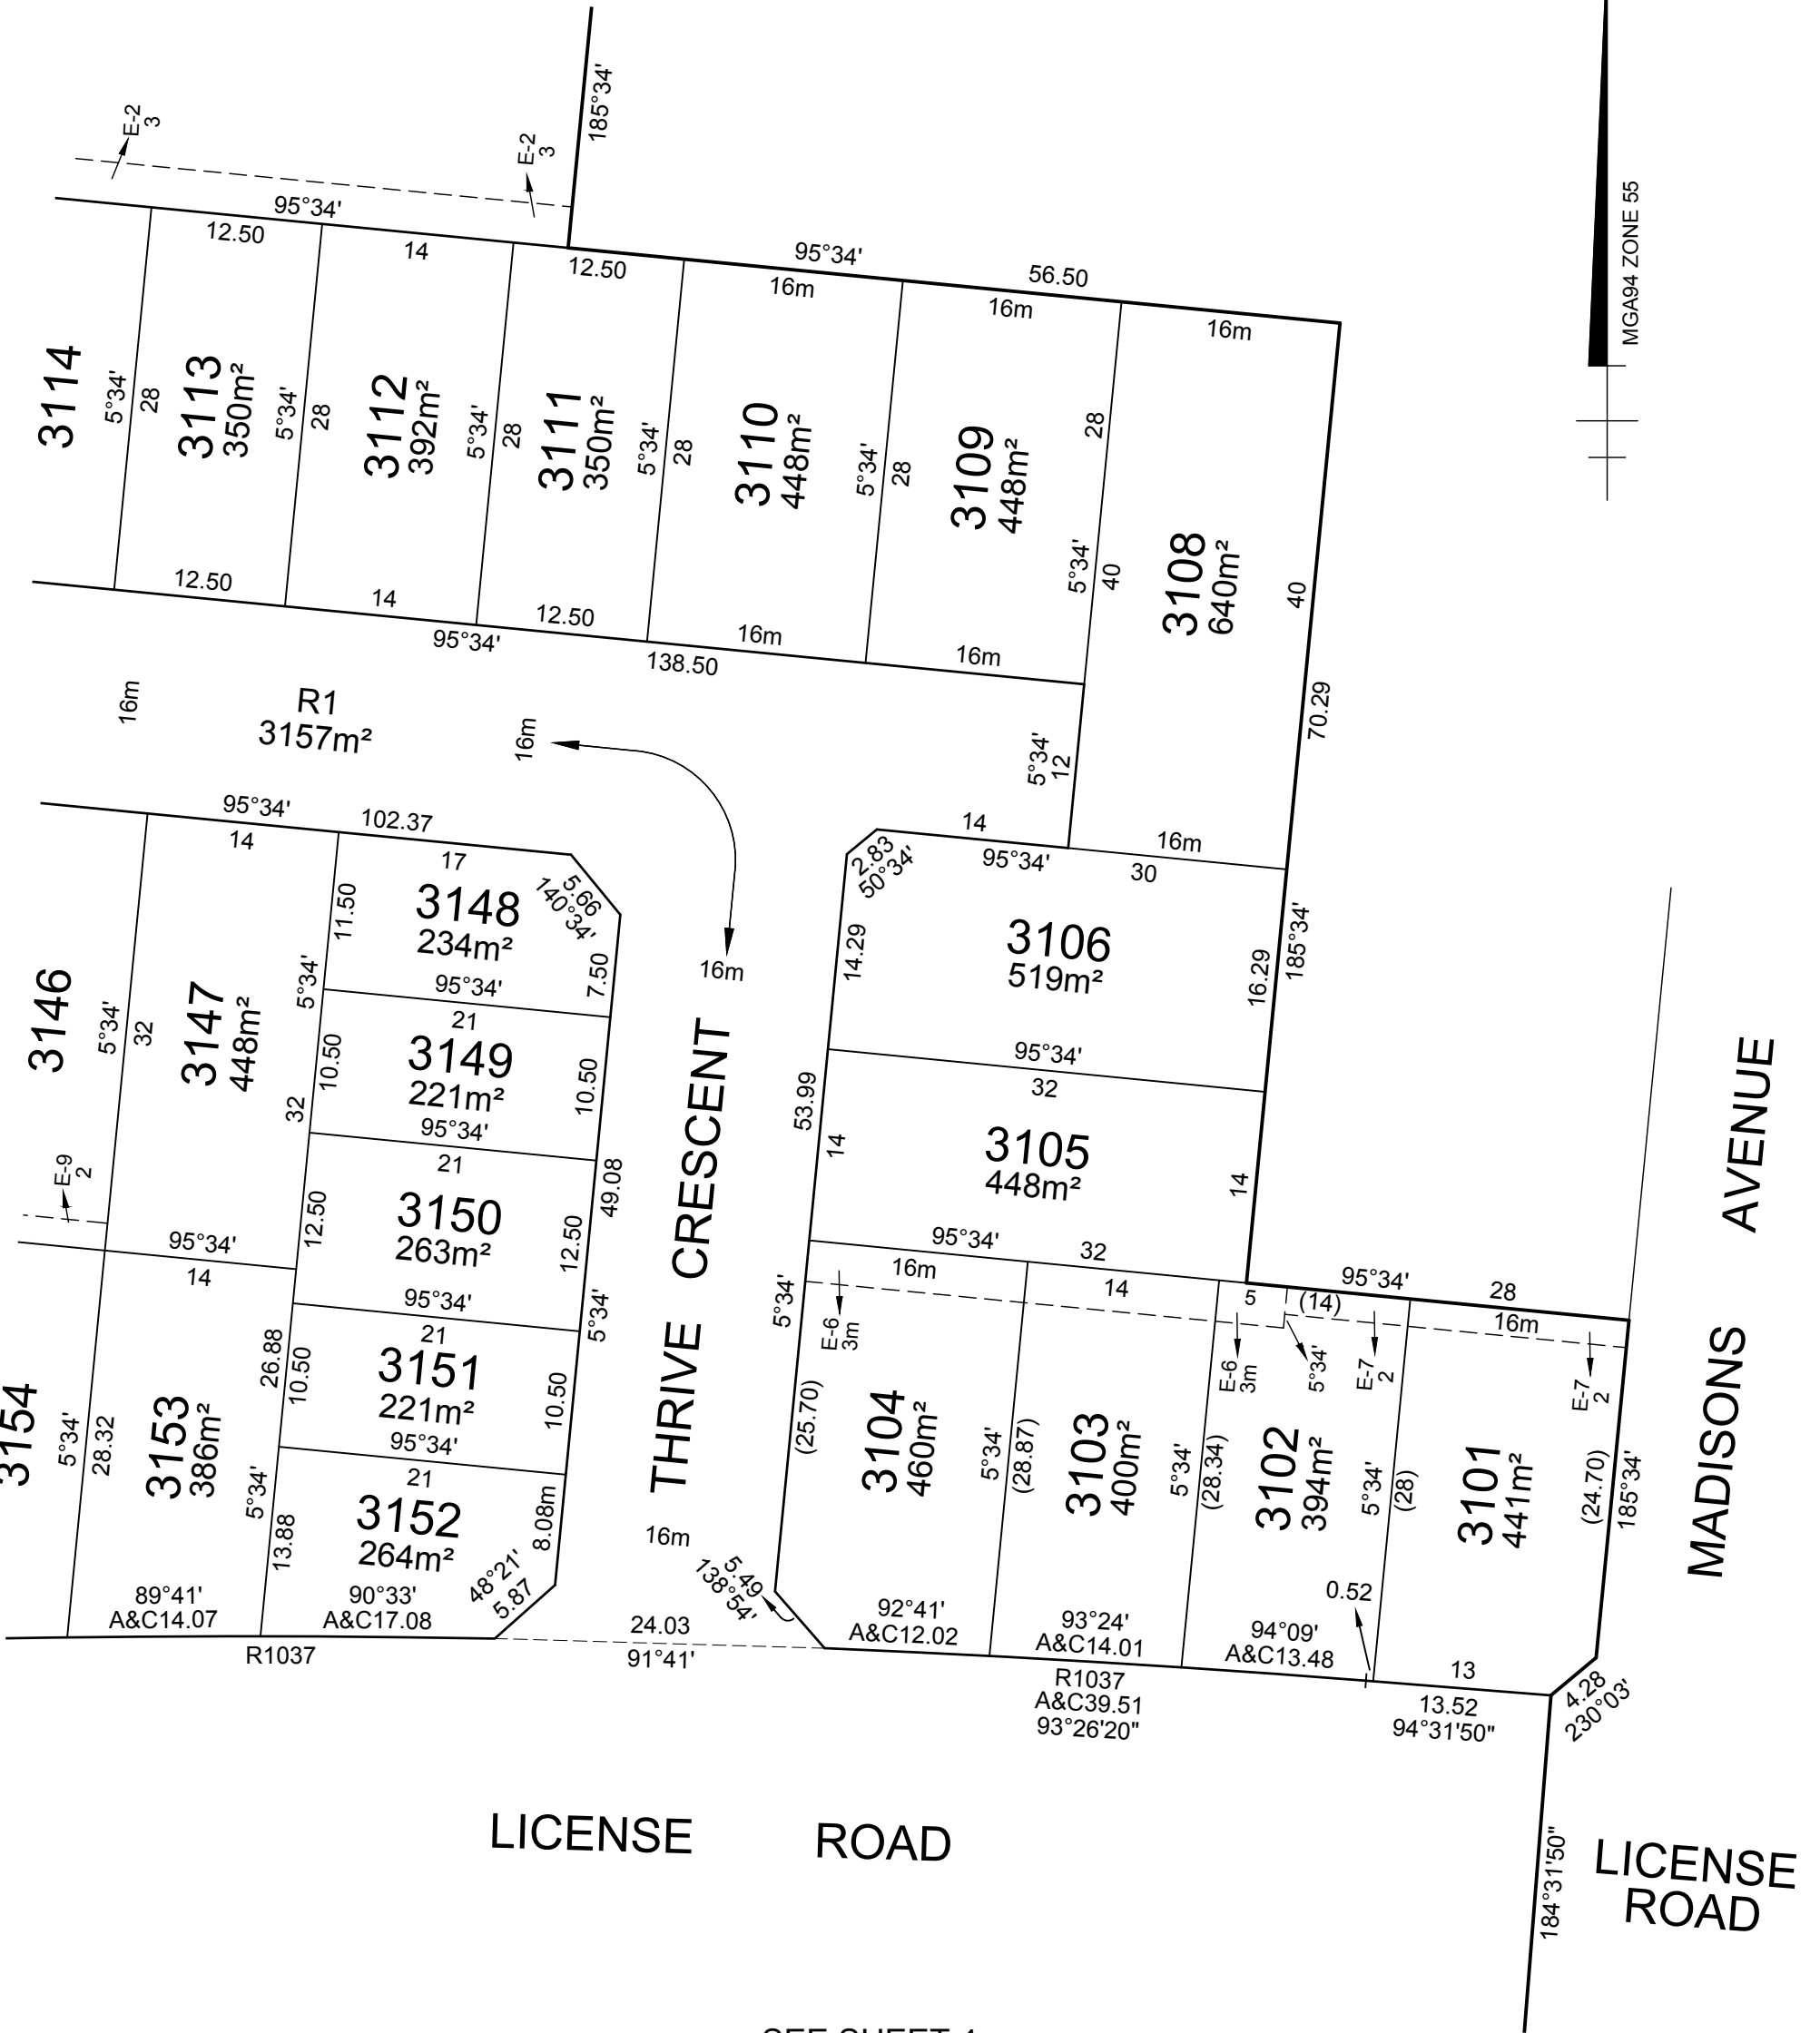 185°34'
E-2
3
E-2
3
MGA94 ZONE 55
95°34'
12.50
14
12.50
95°34'
56.50
16m
16m
16m
3114
5°34'
28
3113
350m²
5°34'
28
3112
392m²
5°34'
28
3111
350m²
5°34'
28
3110
448m²
5°34'
28
3109
448m²
28
5°34'
40
3108
640m²
40
12.50
14
12.50
16m
16m
95°34'
138.50
70.29
16m
R1
3157m²
16m
5°34'
12
95°34'
102.37
14
17
5.66
140°34'
11.50
3148
234m²
7.50
16m
2.83
50°34'
14
95°34'
16m
30
14.29
3106
519m²
16.29
185°34'
3146
5°34'
32
3147
448m²
5°34'
32
95°34'
21
10.50
3149
221m²
10.50
95°34'
21
12.50
3150
263m²
12.50
49.08
5°34'
THRIVE CRESCENT
53.99
95°34'
32
14
3105
448m²
14
MADISONS AVENUE
E-9
2
95°34'
14
95°34'
32
95°34'
28
16m
14
5
(14)
16m
E-6
3m
E-6
3m
5°34'
E-7
2
E-7
2
95°34'
21
26.88
10.50
3151
221m²
10.50
5°34'
(25.70)
3154
5°34'
28.32
3153
386m²
5°34'
13.88
95°34'
21
3152
264m²
8.08m
48°21'
5.87
16m
5.49
138°54'
3104
460m²
5°34'
(28.87)
3103
400m²
5°34'
(28.34)
3102
394m²
5°34'
(28)
3101
441m²
(24.70)
185°34'
89°41'
A&C14.07
90°33'
A&C17.08
R1037
24.03
91°41'
92°41'
A&C12.02
93°24'
A&C14.01
94°09'
A&C13.48
0.52
13
R1037
A&C39.51
93°26'20"
13.52
94°31'50"
4.28
230°03'
LICENSE ROAD
184°31'50"
LICENSE
ROAD